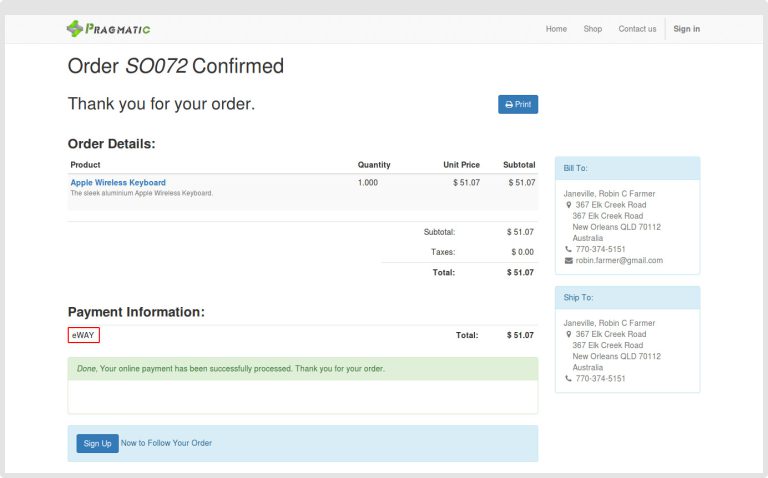 PRAGMATIC
Home Shop Contact us Sign in
Order SO072 Confirmed
Thank you for your order.
Print
Order Details:
Product Quantity Unit Price Subtotal
Apple Wireless Keyboard 1.000 $ 51.07 $ 51.07
The sleek aluminium Apple Wireless Keyboard.
Subtotal: $ 51.07
Taxes: $ 0.00
Total: $ 51.07
Payment Information:
eWAY Total: $ 51.07
Done, Your online payment has been successfully processed. Thank you for your order.
Sign Up Now to Follow Your Order
Bill To:
Janeville, Robin C Farmer
367 Elk Creek Road
367 Elk Creek Road
New Orleans QLD 70112
Australia
770-374-5151
robin.farmer@gmail.com
Ship To:
Janeville, Robin C Farmer
367 Elk Creek Road
367 Elk Creek Road
New Orleans QLD 70112
Australia
770-374-5151